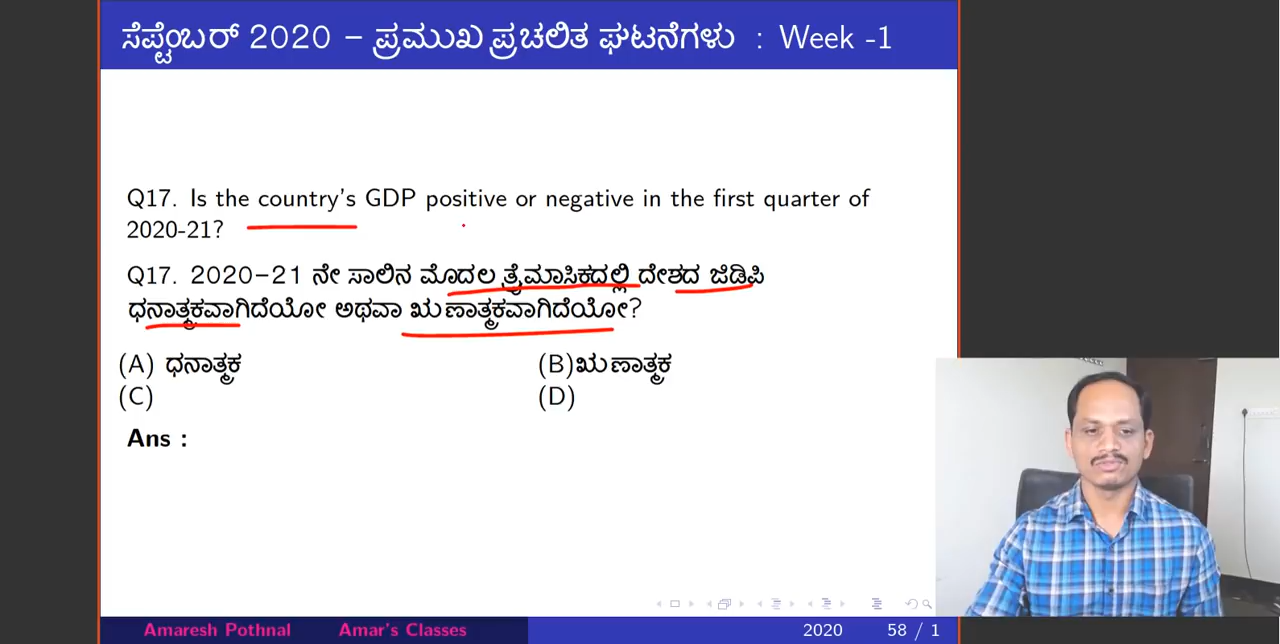 ಸೆಪ್ಟೆಂಬರ್ 2020 – ಪ್ರಮುಖ ಪ್ರಚಲಿತ ಘಟನೆಗಳು : Week -1
Q17. Is the country's GDP positive or negative in the first quarter of
2020-21?
Q17. 2020–21 ನೇ ಸಾಲಿನ ಮೊದಲ ತ್ರೈಮಾಸಿಕದಲ್ಲಿ ದೇಶದ ಜಿಡಿಪಿ
ಧನಾತ್ಮಕವಾಗಿದೆಯೋ ಅಥವಾ ಋಣಾತ್ಮಕವಾಗಿದೆಯೋ?
(A) ಧನಾತ್ಮಕ (B)ಋಣಾತ್ಮಕ
(C) (D)
Ans :
Amaresh Pothnal Amar's Classes 2020 58 / 1